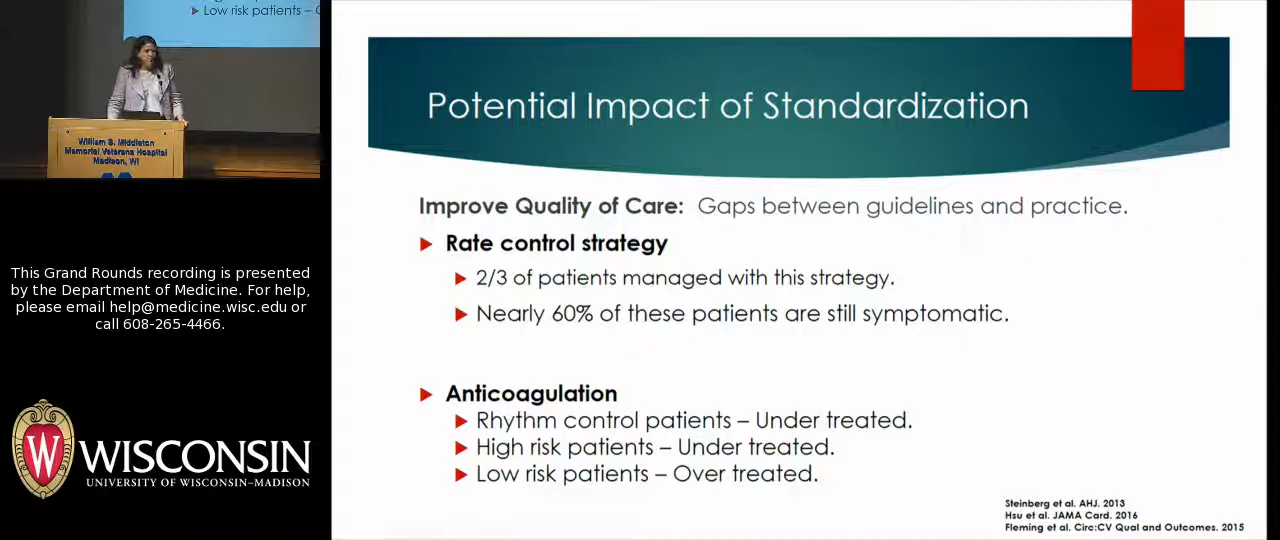 Low risk patients –
William S. Middleton
Memorial Veterans Hospital
Madison, WI
This Grand Rounds recording is presented
by the Department of Medicine. For help,
please email help@medicine.wisc.edu or
call 608-265-4466.
WISCONSIN
UNIVERSITY OF WISCONSIN–MADISON
Potential Impact of Standardization
Improve Quality of Care: Gaps between guidelines and practice.
Rate control strategy
2/3 of patients managed with this strategy.
Nearly 60% of these patients are still symptomatic.
Anticoagulation
Rhythm control patients – Under treated.
High risk patients – Under treated.
Low risk patients – Over treated.
Steinberg et al. AHJ. 2013
Hsu et al. JAMA Card. 2016
Fleming et al. Circ:CV Qual and Outcomes. 2015